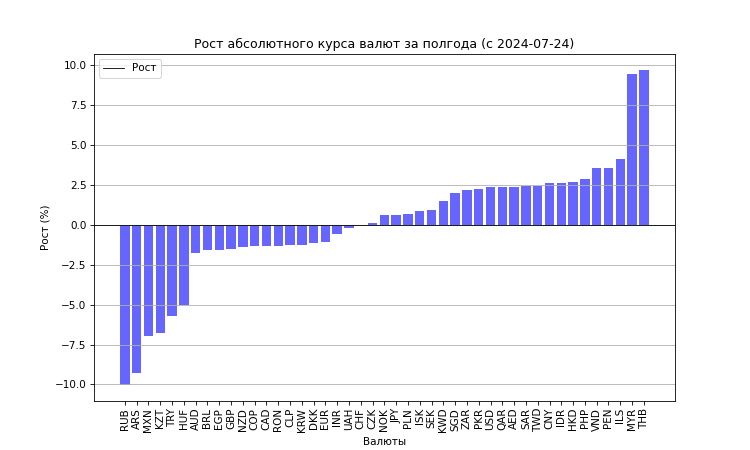 Рост абсолютного курса валют за полгода (с 2024-07-24)
Рост
10.0
7.5
5.0
2.5
0.0
−2.5
−5.0
−7.5
−10.0
Рост (%)
RUB
ARS
MXN
KZT
TRY
HUF
AUD
BRL
EGP
GBP
NZD
COP
CAD
RON
CLP
KRW
DKK
EUR
INR
UAH
CHF
CZK
NOK
JPY
PLN
ISK
SEK
KWD
SGD
ZAR
PKR
USD
QAR
AED
SAR
TWD
CNY
IDR
HKD
PHP
VND
PEN
ILS
MYR
THB
Валюты